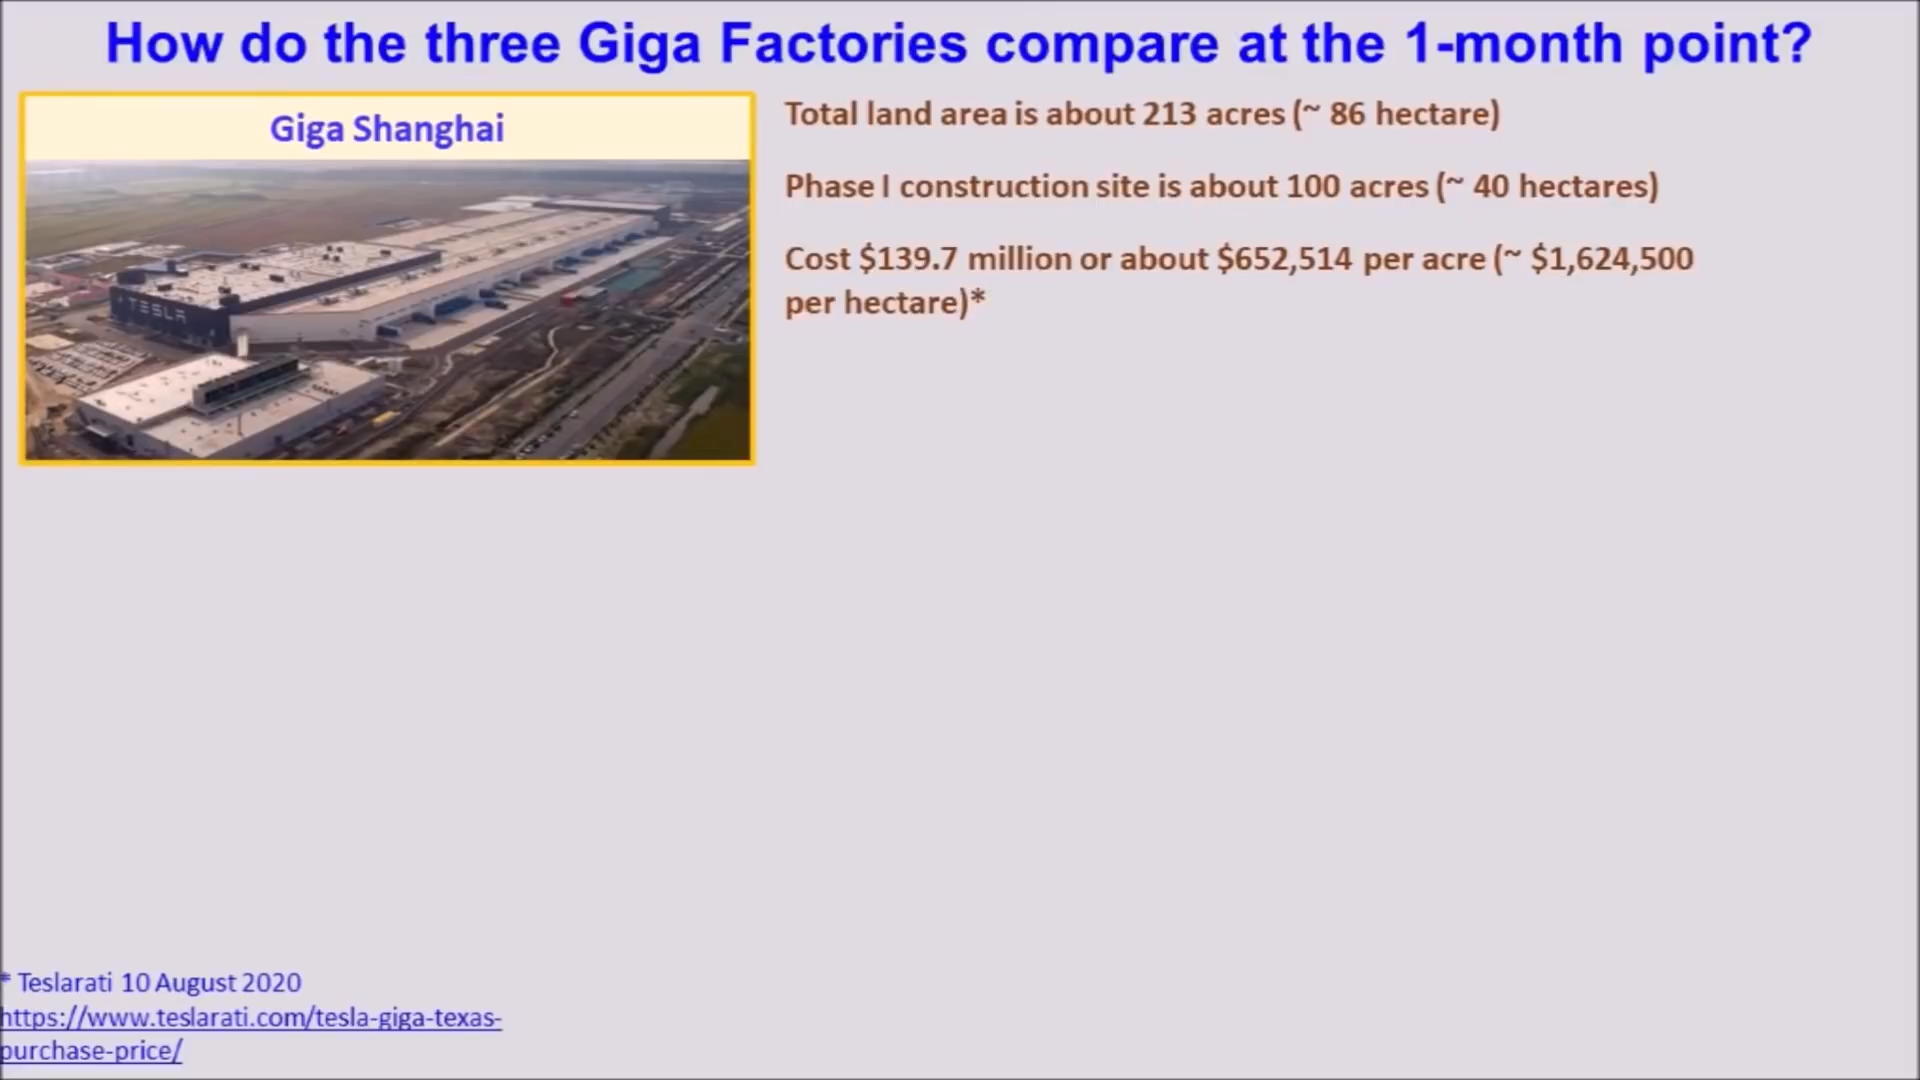 How do the three Giga Factories compare at the 1-month point?
Giga Shanghai
TESLA
Total land area is about 213 acres (~ 86 hectare)
Phase I construction site is about 100 acres (~ 40 hectares)
Cost $139.7 million or about $652,514 per acre (~ $1,624,500
per hectare)*
* Teslarati 10 August 2020
https://www.teslarati.com/tesla-giga-texas-
purchase-price/